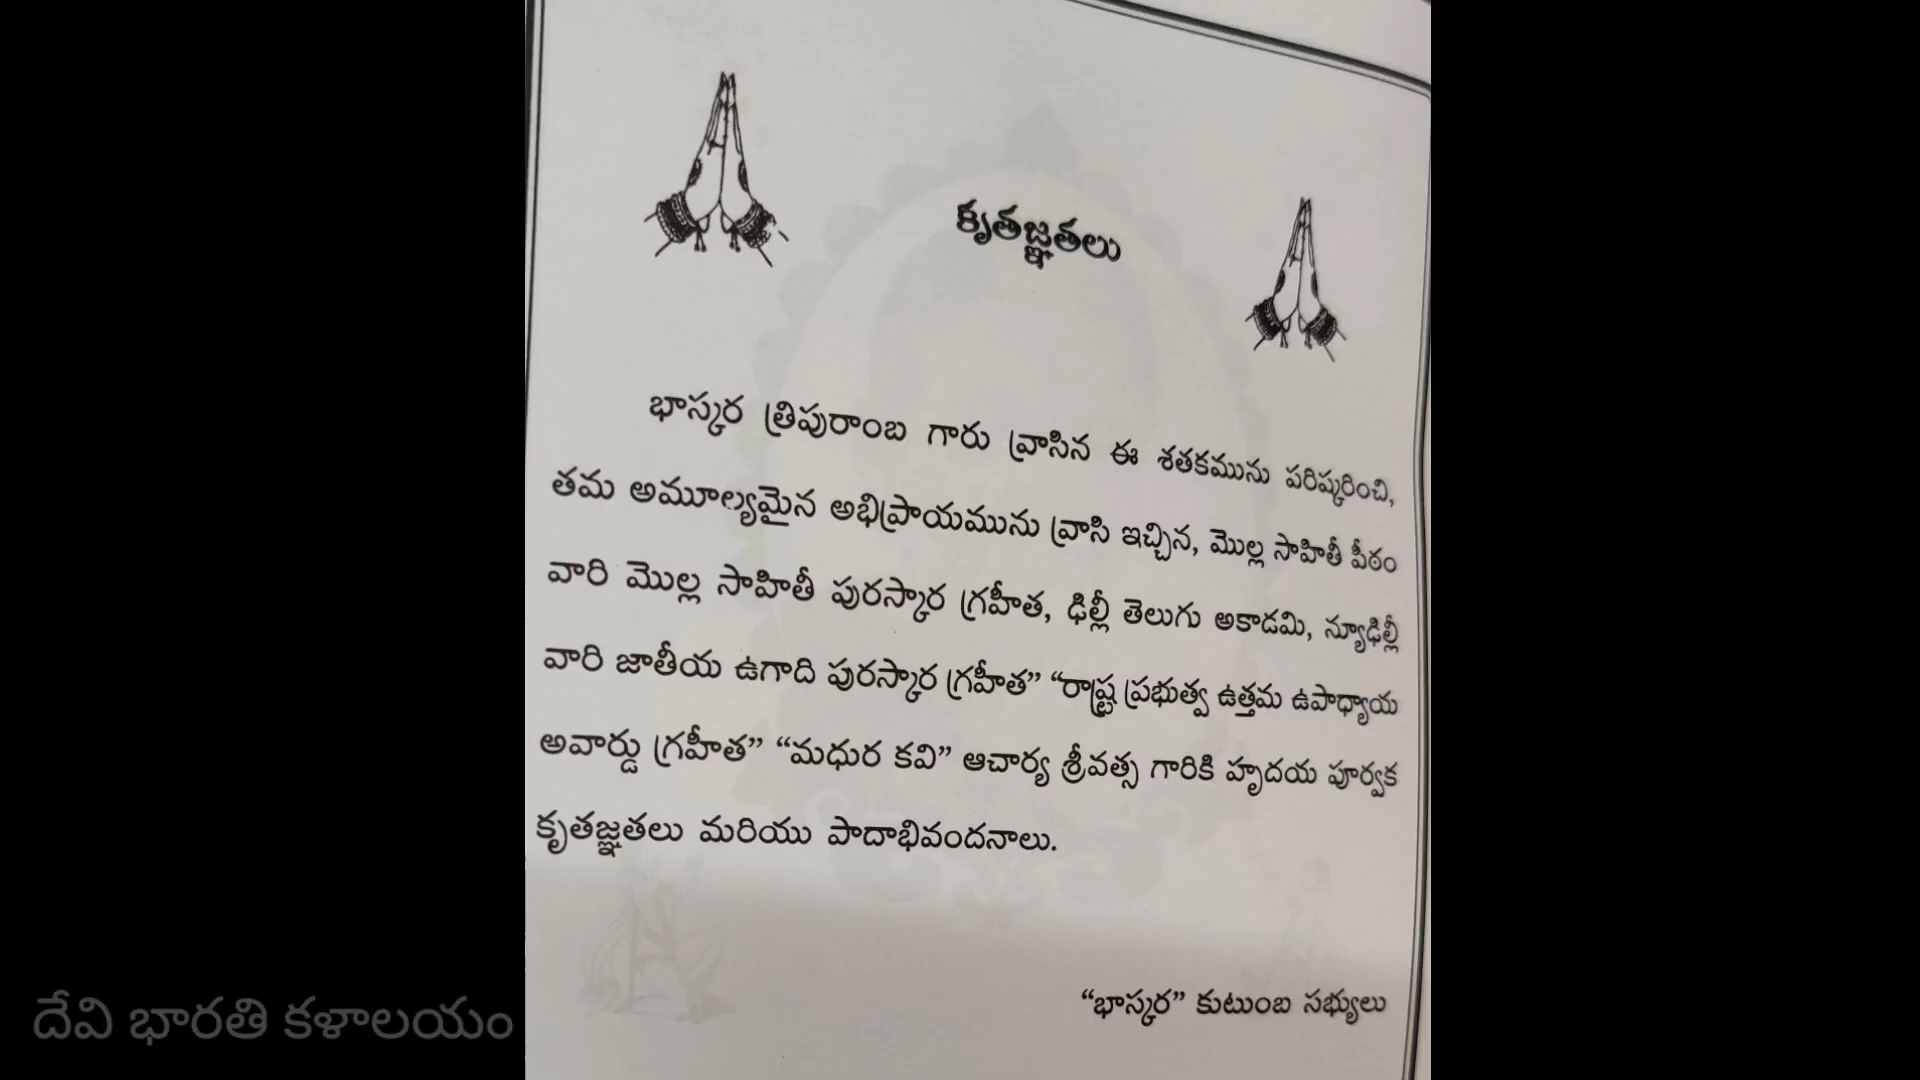 కృతజ్ఞతలు
భాస్కర త్రిపురాంబ గారు వ్రాసిన ఈ శతకమును పరిష్కరించి,
తమ అమూల్యమైన అభిప్రాయమును వ్రాసి ఇచ్చిన, మొల్ల సాహితీ పీఠం
వారి మొల్ల సాహితీ పురస్కార గ్రహీత, ఢిల్లీ తెలుగు అకాడమి, న్యూఢిల్లీ
వారి జాతీయ ఉగాది పురస్కార గ్రహీత” “రాష్ట్ర ప్రభుత్వ ఉత్తమ ఉపాధ్యాయ
అవార్డు గ్రహీత” “మధుర కవి” ఆచార్య శ్రీవత్స గారికి హృదయ పూర్వక
కృతజ్ఞతలు మరియు పాదాభివందనాలు.
“భాస్కర” కుటుంబ సభ్యులు
దేవి భారతి కళాలయం